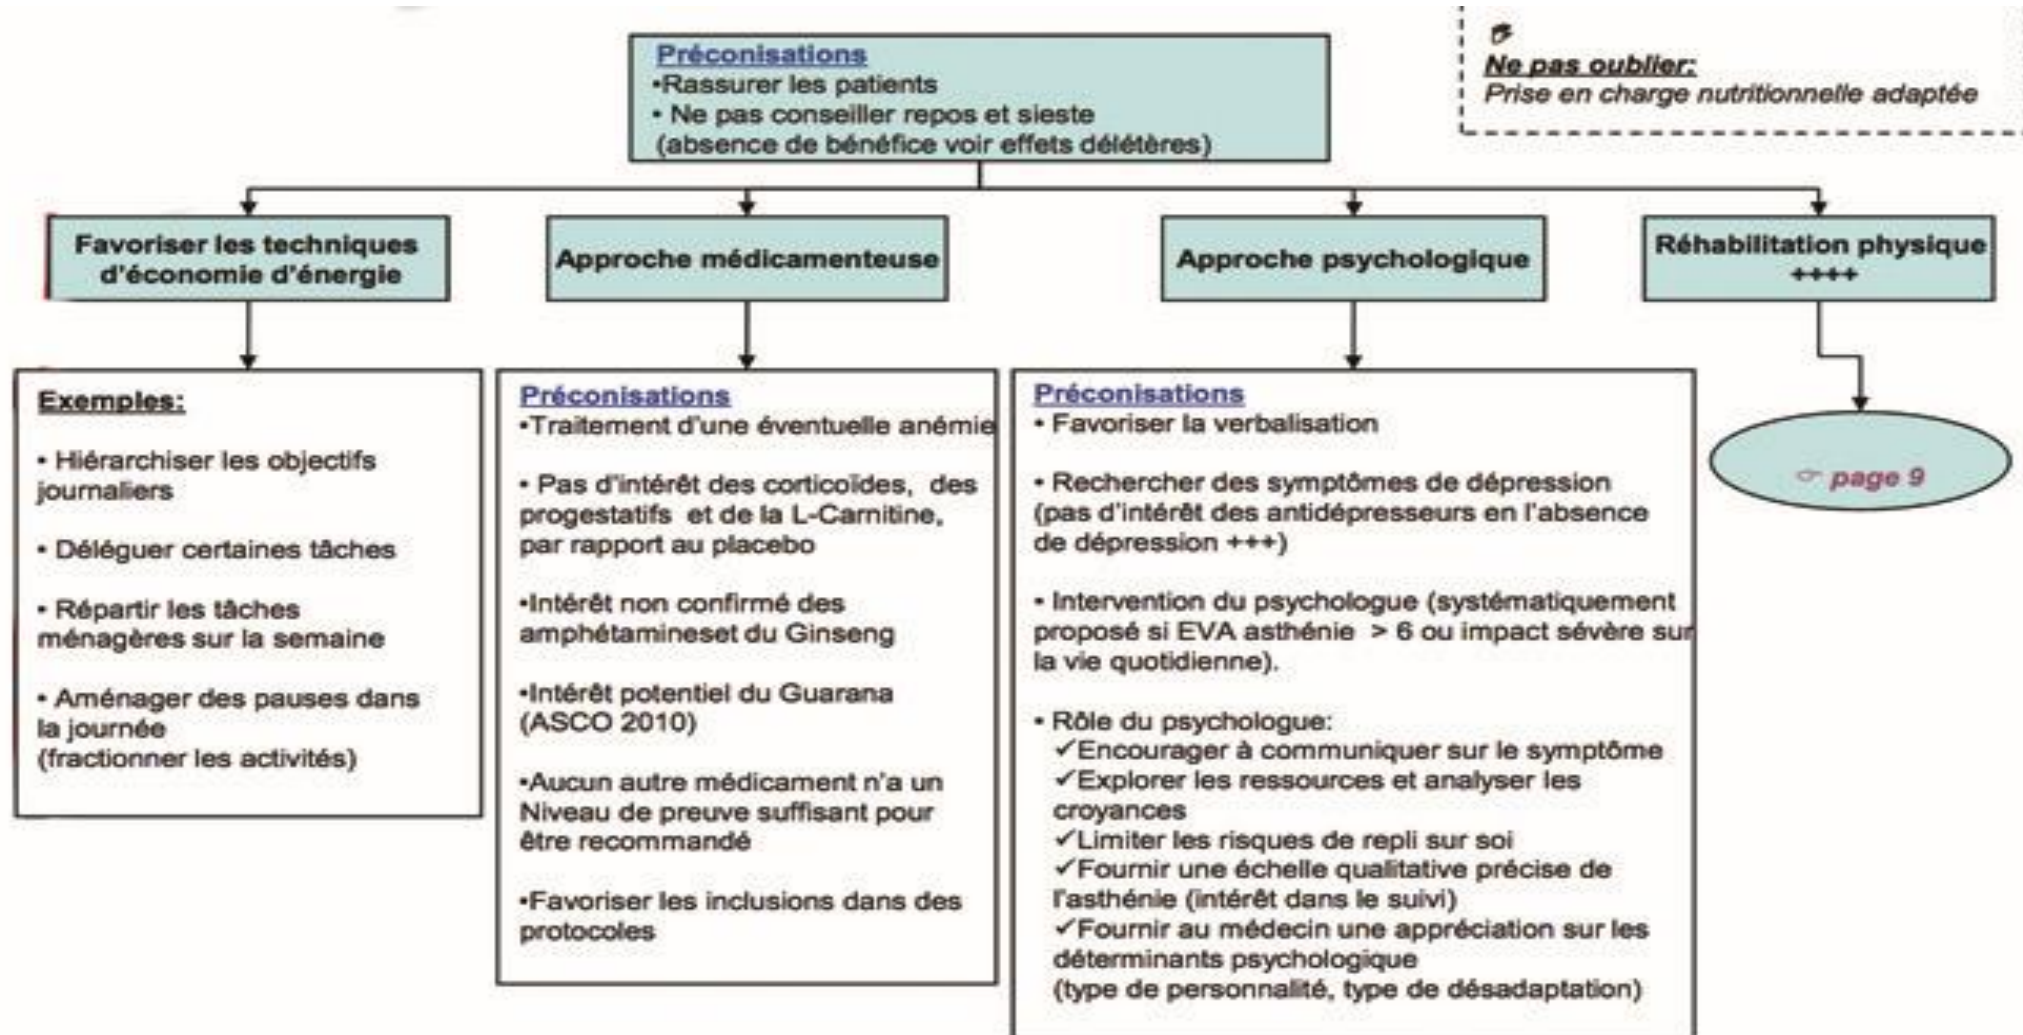 Préconisations
•Rassurer les patients
• Ne pas conseiller repos et sieste
(absence de bénéfice voir effets délétères)
Ne pas oublier:
Prise en charge nutritionnelle adaptée
Favoriser les techniques
d'économie d'énergie
Approche médicamenteuse
Approche psychologique
Réhabilitation physique
++++
Exemples:
• Hiérarchiser les objectifs
journaliers
• Déléguer certaines tâches
• Répartir les tâches
ménagères sur la semaine
• Aménager des pauses dans
la journée
(fractionner les activités)
Préconisations
•Traitement d'une éventuelle anémie
• Pas d'intérêt des corticoïdes, des
progestatifs et de la L-Carnitine,
par rapport au placebo
•Intérêt non confirmé des
amphétamineset du Ginseng
•Intérêt potentiel du Guarana
(ASCO 2010)
•Aucun autre médicament n'a un
Niveau de preuve suffisant pour
être recommandé
•Favoriser les inclusions dans des
protocoles
Préconisations
• Favoriser la verbalisation
• Rechercher des symptômes de dépression
(pas d'intérêt des antidépresseurs en l'absence
de dépression +++)
• Intervention du psychologue (systématiquement
proposé si EVA asthénie > 6 ou impact sévère sur
la vie quotidienne).
• Rôle du psychologue:
✓Encourager à communiquer sur le symptôme
✓Explorer les ressources et analyser les
croyances
✓Limiter les risques de repli sur soi
✓Fournir une échelle qualitative précise de
l'asthénie (intérêt dans le suivi)
✓Fournir au médecin une appréciation sur les
déterminants psychologique
(type de personnalité, type de désadaptation)
☞ page 9